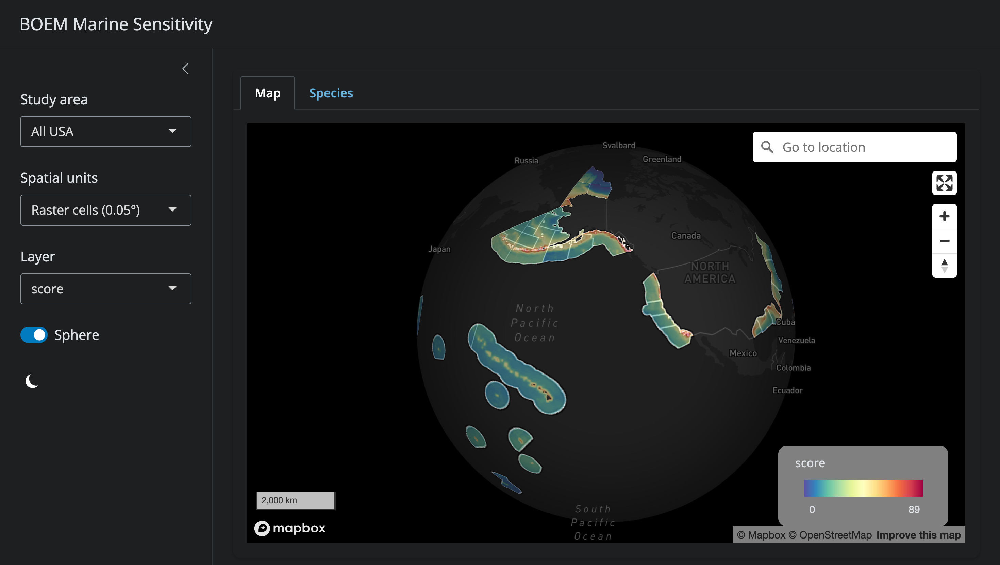 BOEM Marine Sensitivity
Study area
All USA
Spatial units
Raster cells (0.05°)
Layer
score
Sphere
Map
Species
Go to location
Svalbard
Russia
Greenland
Canada
Japan
NORTH
AMERICA
North
Pacific
Ocean
Cuba
Venezuela
Mexico
Colombia
Ecuador
South
Pacific
Ocean
score
0
89
2,000 km
mapbox
© Mapbox © OpenStreetMap Improve this map